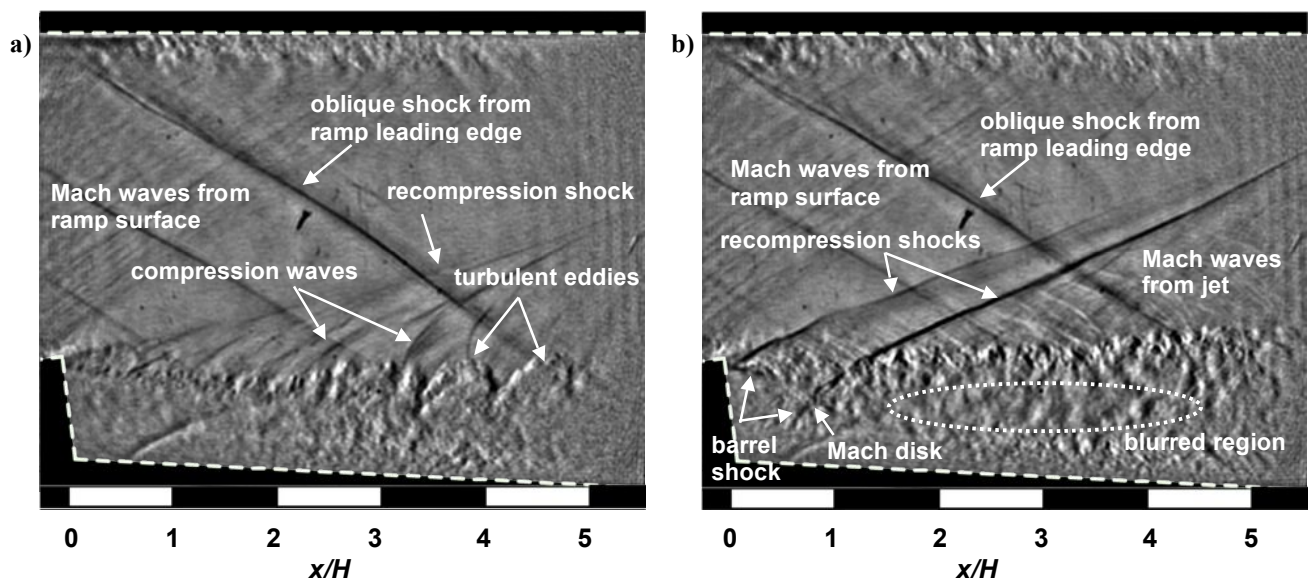 a)
oblique shock from
ramp leading edge
Mach waves from
ramp surface
recompression shock
compression waves
turbulent eddies
0 1 2 3 4 5
x/H
b)
oblique shock from
ramp leading edge
Mach waves from
ramp surface
recompression shocks
Mach waves
from jet
barrel
shock
Mach disk
blurred region
0 1 2 3 4 5
x/H